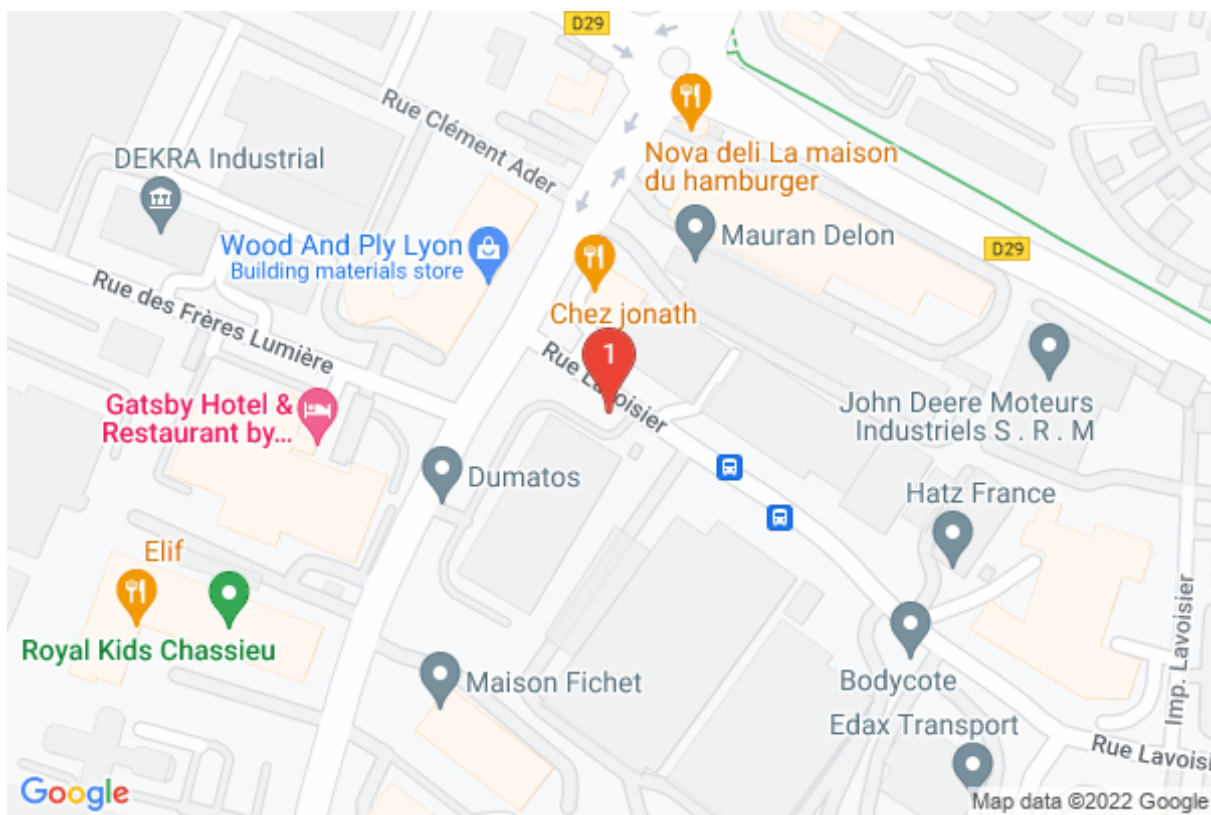 D29
Rue Clément Ader
Nova deli La maison
du hamburger
DEKRA Industrial
Mauran Delon
Wood And Ply Lyon
Building materials store
D29
Rue des Frères Lumière
Chez jonath
1
Rue Lavoisier
Gatsby Hotel &
Restaurant by...
John Deere Moteurs
Industriels S . R . M
Dumatos
Hatz France
Elif
Royal Kids Chassieu
Imp. Lavoisier
Maison Fichet
Bodycote
Edax Transport
Rue Lavoisi
Google
Map data ©2022 Google